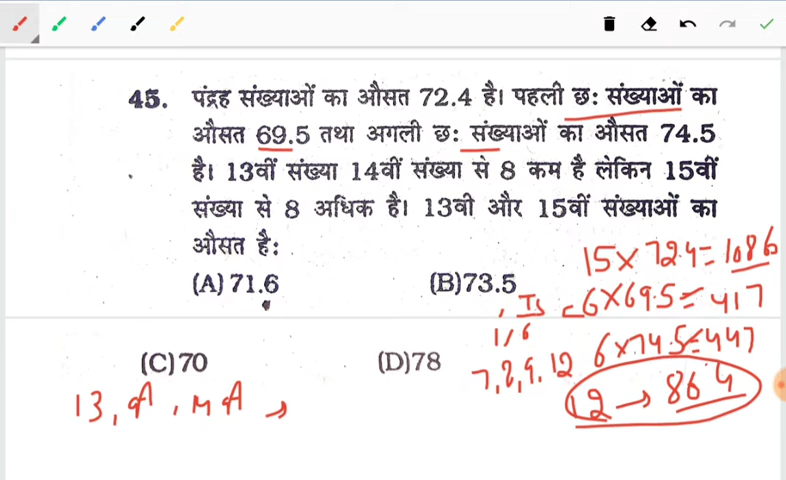 45. पंद्रह संख्याओं का औसत 72.4 है। पहली छः संख्याओं का
औसत 69.5 तथा अगली छः संख्याओं का औसत 74.5
है। 13वीं संख्या 14वीं संख्या से 8 कम है लेकिन 15वीं
संख्या से 8 अधिक है। 13वी और 15वीं संख्याओं का
औसत है:
15×72.4=1086
(A) 71.6 (B)73.5
6×69.5=417
1, 6
6×74.5=447
(C)70 (D)78
7,8,9,12
12→864
13,